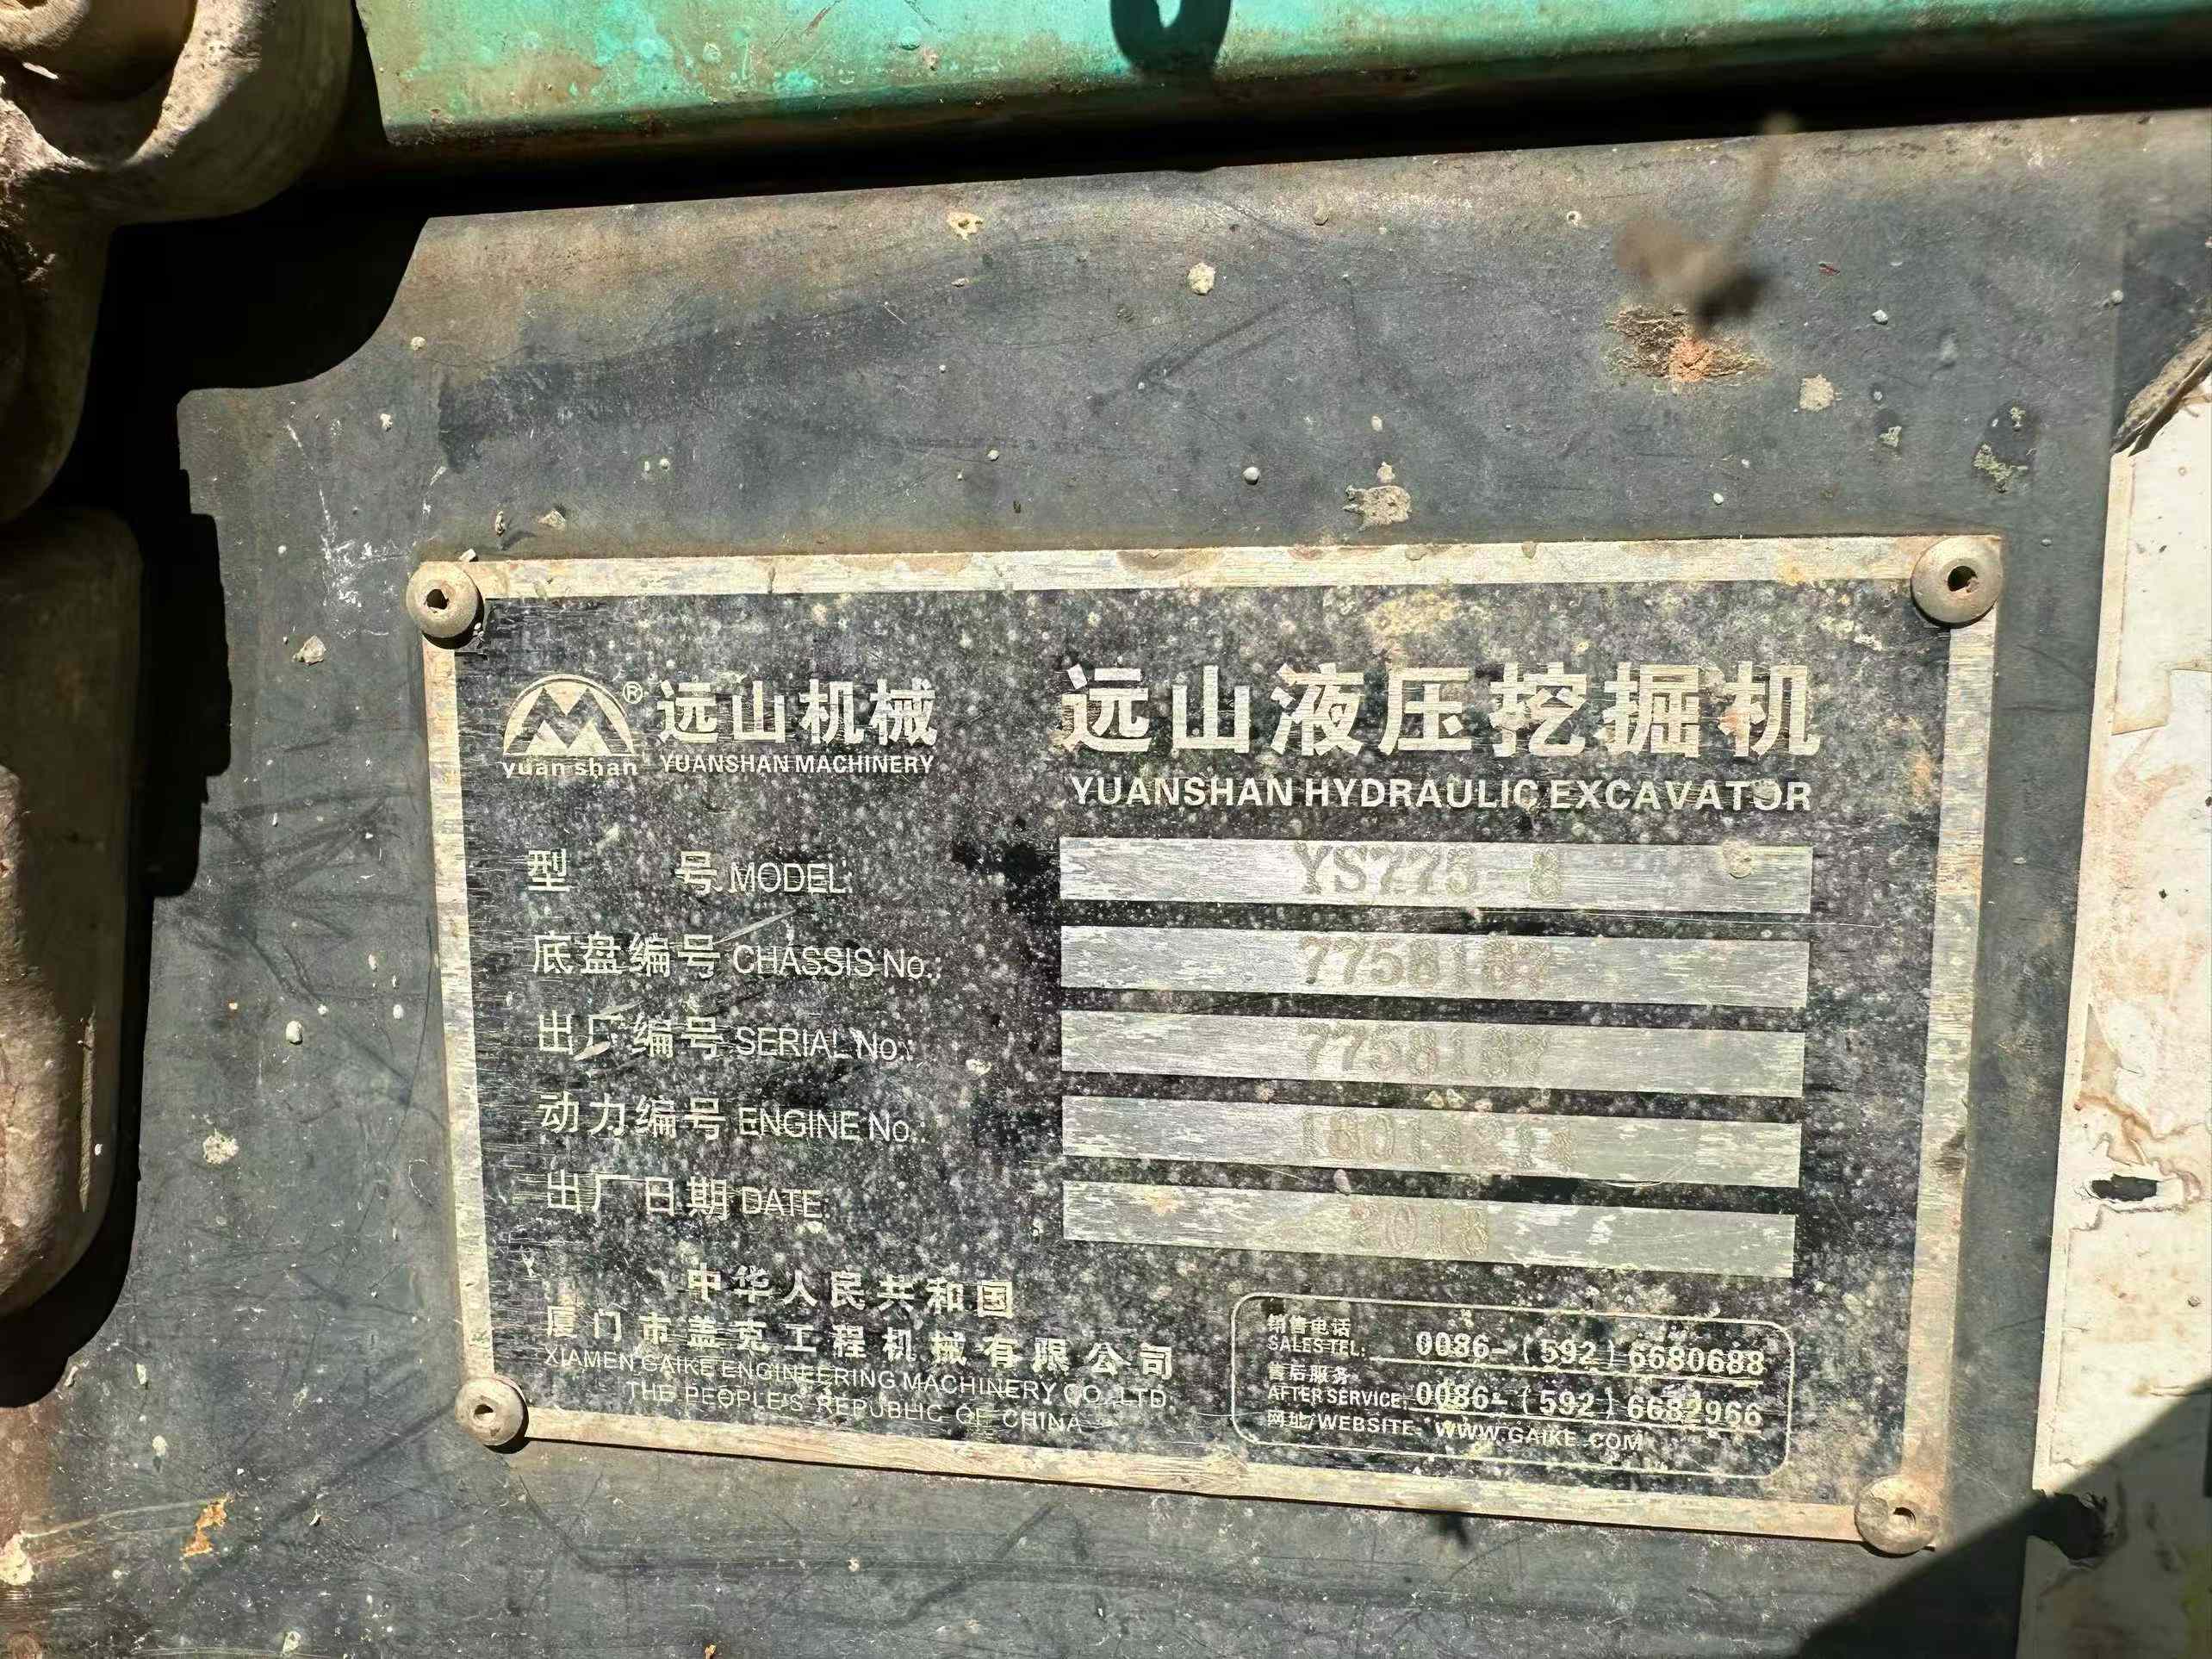 yuan shan ® 远山机械
YUANSHAN MACHINERY
远山液压挖掘机
YUANSHAN HYDRAULIC EXCAVATOR
型 号 MODEL: YS775-8
底盘编号 CHASSIS No.: 7758187
出厂编号 SERIAL No.: 7758187
动力编号 ENGINE No.:
出厂日期 DATE: 2018
中华人民共和国
厦门市盖克工程机械有限公司
XIAMEN GAIKE ENGINEERING MACHINERY CO.,LTD.
THE PEOPLE'S REPUBLIC OF CHINA
销售电话
SALES TEL: 0086-(592)6680688
售后服务
AFTER SERVICE: 0086-(592)6682966
网址/WEBSITE: WWW.GAIKE.COM